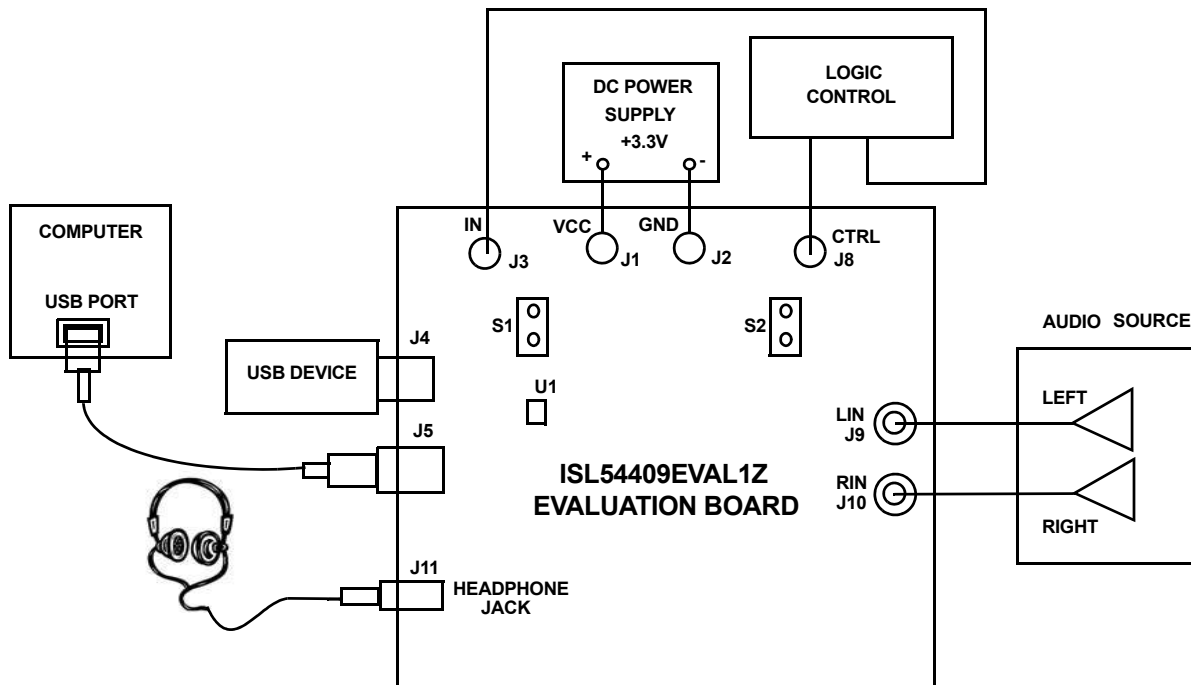 DC POWER
SUPPLY
+3.3V
+
-
LOGIC
CONTROL
COMPUTER
USB PORT
IN
J3
VCC
J1
GND
J2
CTRL
J8
S1
S2
J4
USB DEVICE
U1
J5
AUDIO SOURCE
LEFT
LIN
J9
RIN
J10
RIGHT
ISL54409EVAL1Z
EVALUATION BOARD
J11
HEADPHONE
JACK